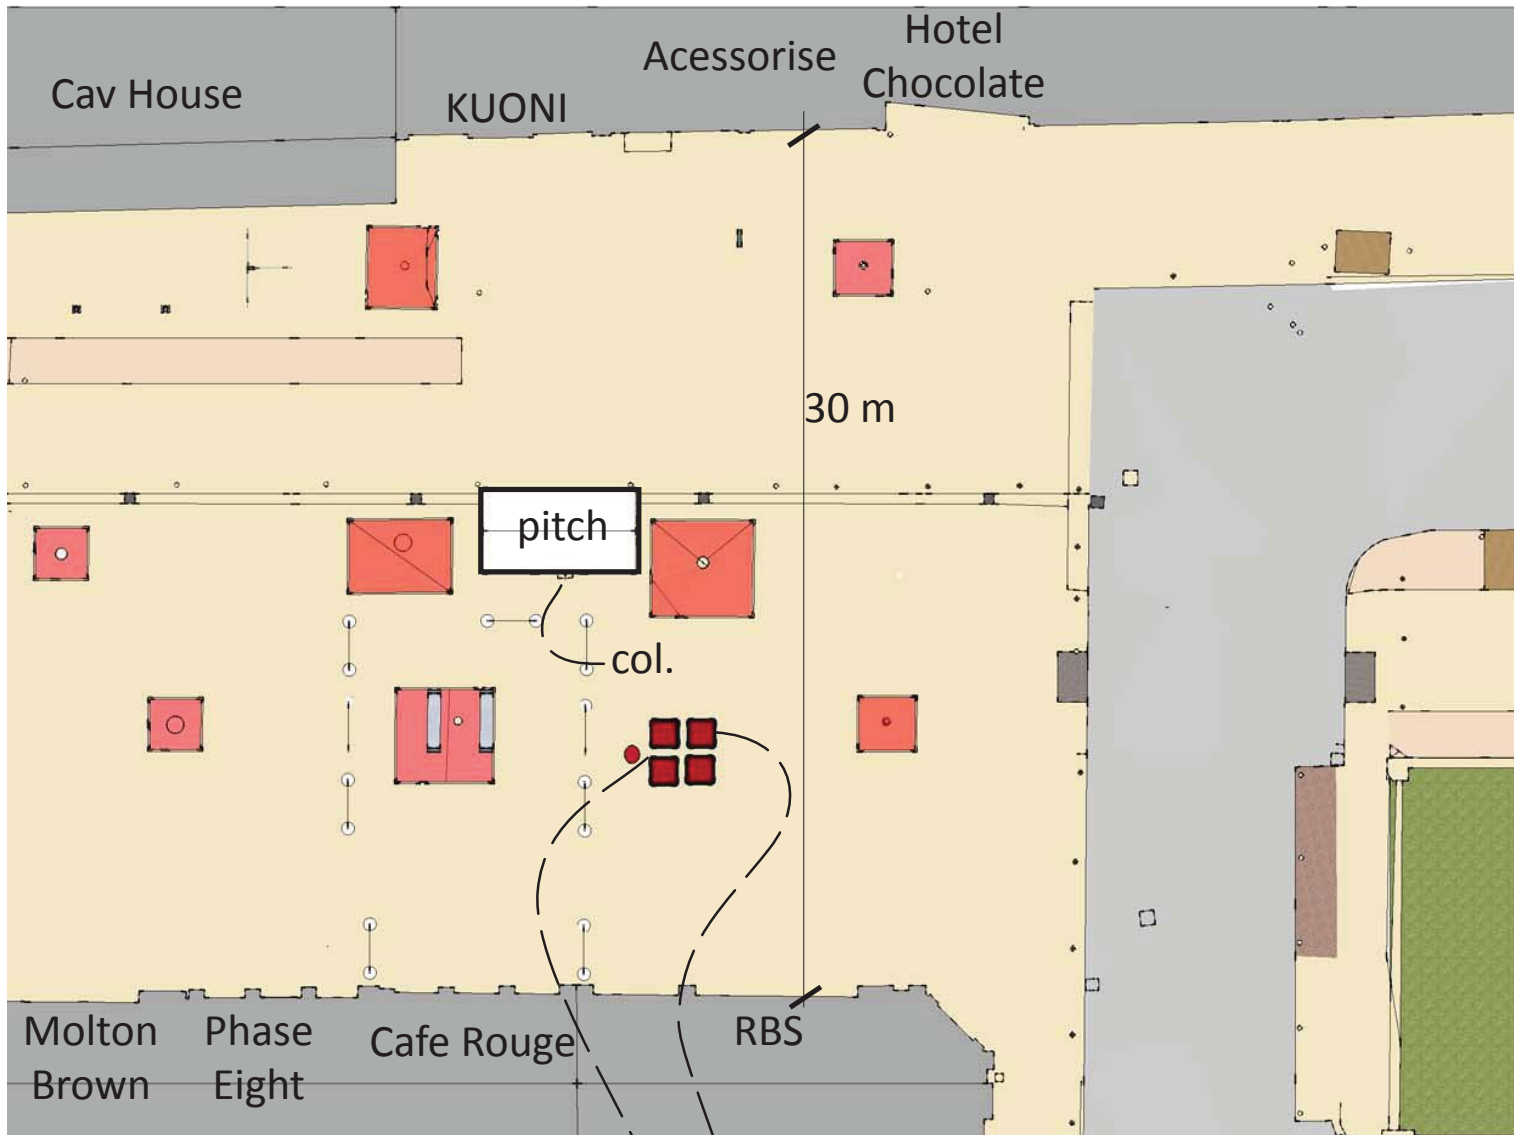 Cav House
KUONI
Acessorise
Hotel
Chocolate
30 m
pitch
col.
Molton
Brown
Phase
Eight
Cafe Rouge
RBS